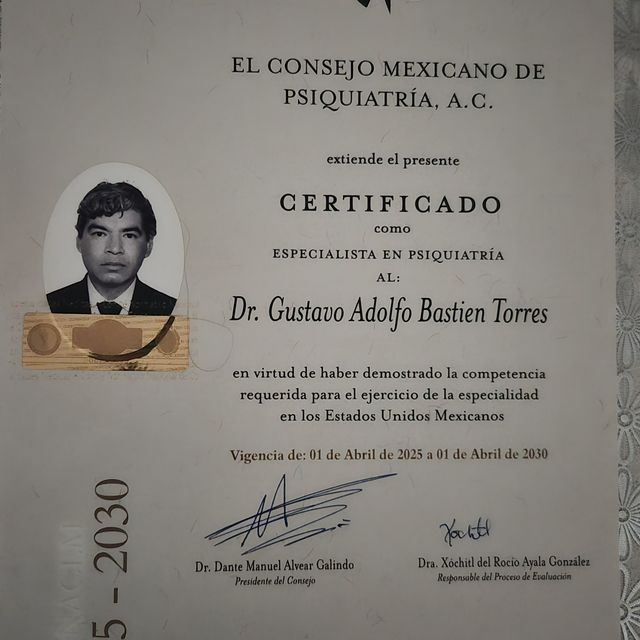 EL CONSEJO MEXICANO DE
PSIQUIATRÍA, A.C.
extiende el presente
CERTIFICADO
como
ESPECIALISTA EN PSIQUIATRÍA
AL:
Dr. Gustavo Adolfo Bastien Torres
en virtud de haber demostrado la competencia
requerida para el ejercicio de la especialidad
en los Estados Unidos Mexicanos
Vigencia de: 01 de Abril de 2025 a 01 de Abril de 2030
Xóchitl
Dr. Dante Manuel Alvear Galindo
Presidente del Consejo
Dra. Xóchitl del Rocío Ayala González
Responsable del Proceso de Evaluación
5 - 2030